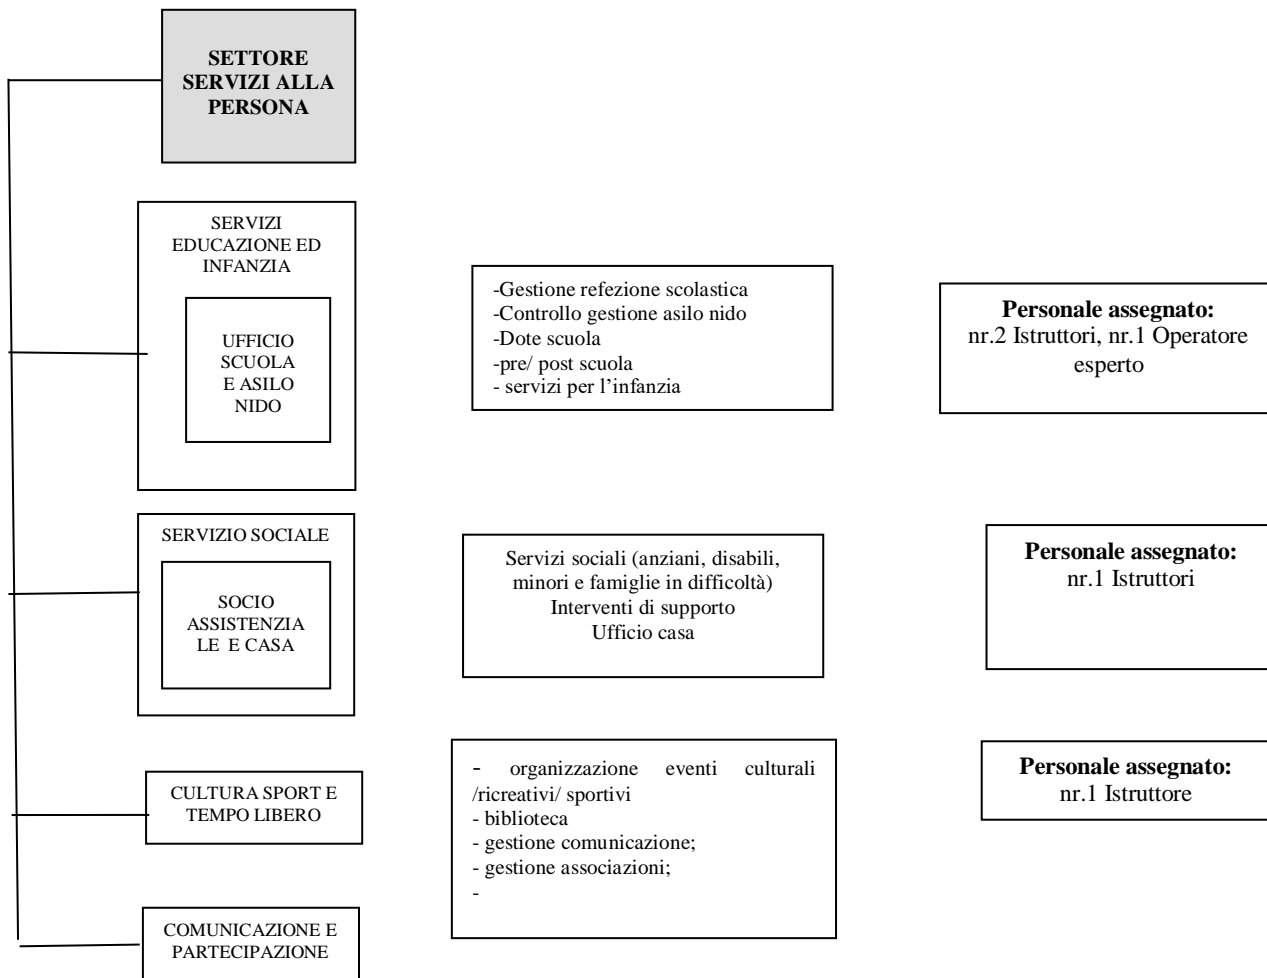 SETTORE
SERVIZI ALLA
PERSONA
SERVIZI
EDUCAZIONE ED
INFANZIA
UFFICIO
SCUOLA
E ASILO
NIDO
-Gestione refezione scolastica
-Controllo gestione asilo nido
-Dote scuola
-pre/ post scuola
- servizi per l’infanzia
Personale assegnato:
nr.2 Istruttori, nr.1 Operatore
esperto
SERVIZIO SOCIALE
SOCIO
ASSISTENZIA
LE E CASA
Servizi sociali (anziani, disabili,
minori e famiglie in difficoltà)
Interventi di supporto
Ufficio casa
Personale assegnato:
nr.1 Istruttori
CULTURA SPORT E
TEMPO LIBERO
- organizzazione eventi culturali
/ricreativi/ sportivi
- biblioteca
- gestione comunicazione;
- gestione associazioni;
-
Personale assegnato:
nr.1 Istruttore
COMUNICAZIONE E
PARTECIPAZIONE